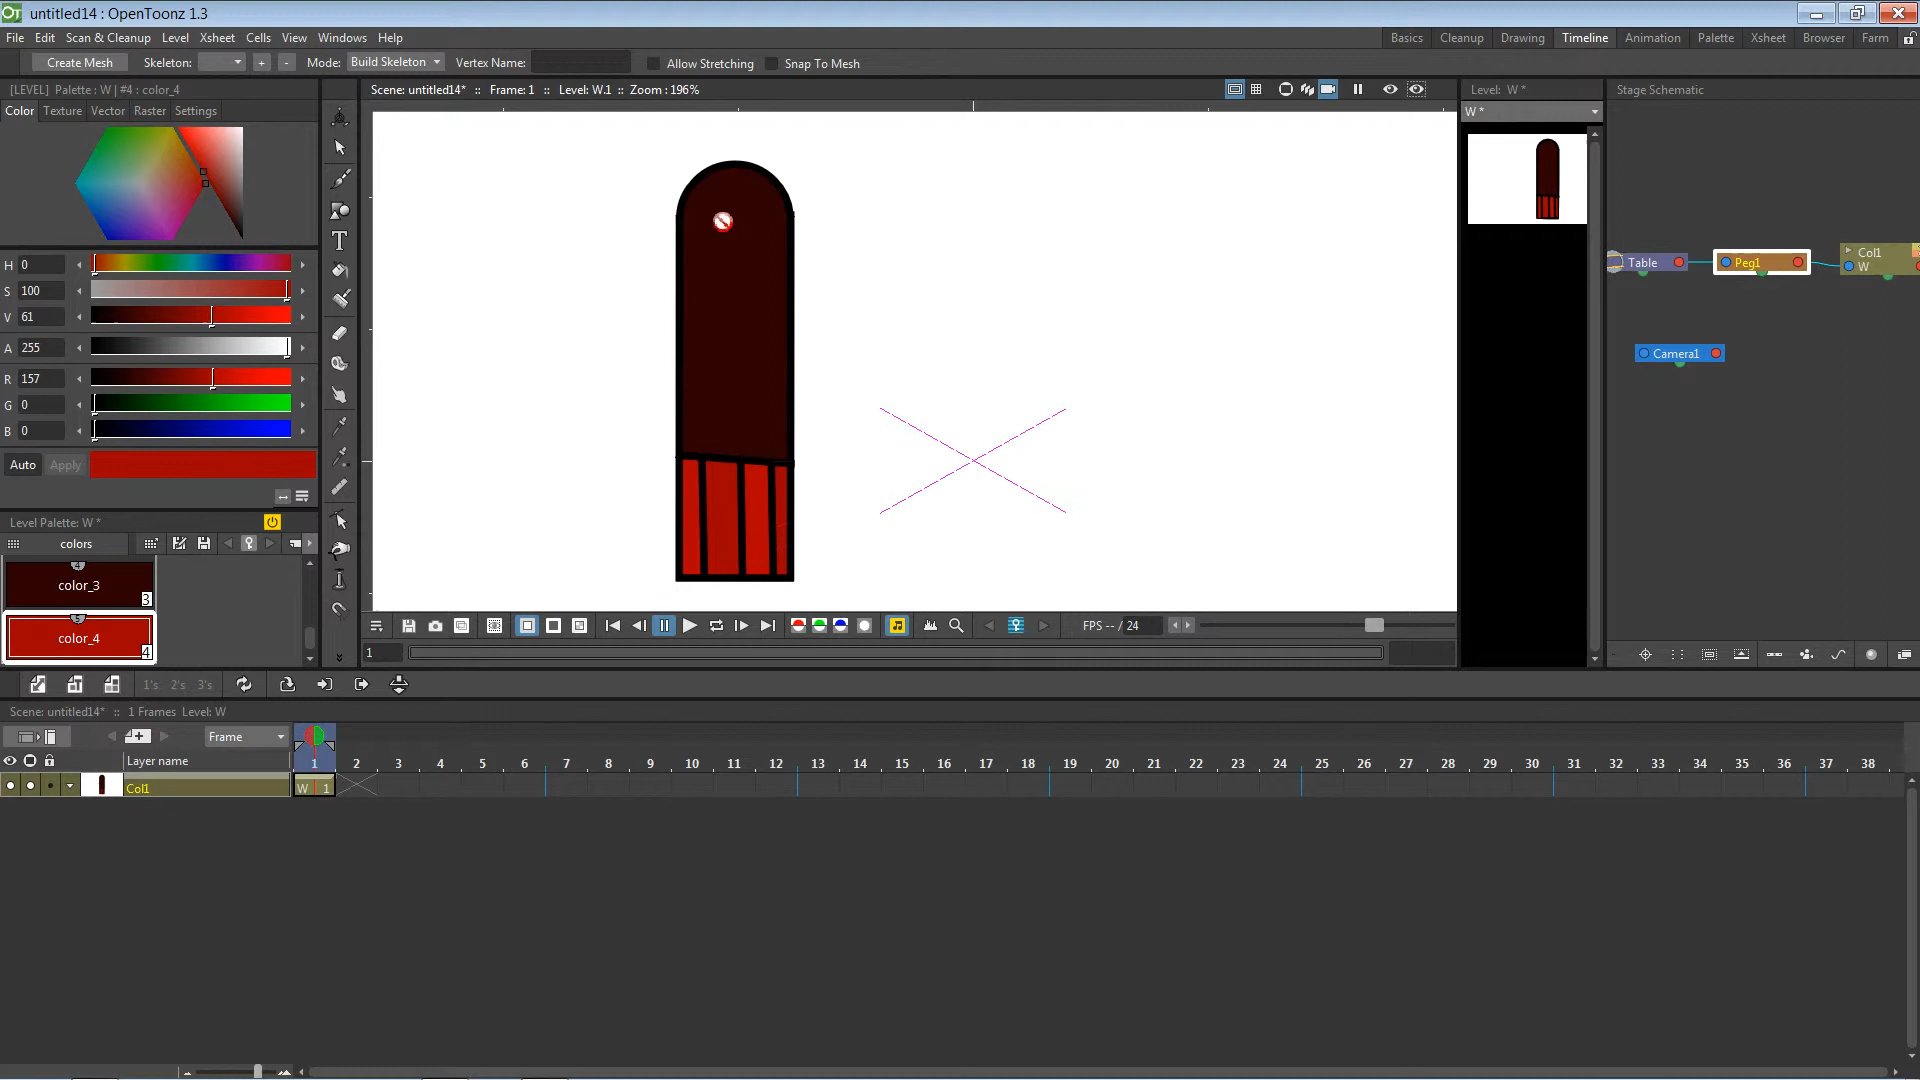 untitled14 : OpenToonz 1.3
File Edit Scan & Cleanup Level Xsheet Cells View Windows Help
Basics Cleanup Drawing Timeline Animation Palette Xsheet Browser Farm
Create Mesh Skeleton: + - Mode: Build Skeleton Vertex Name: Allow Stretching Snap To Mesh
[LEVEL] Palette : W | #4 : color_4
Scene: untitled14* :: Frame: 1 :: Level: W.1 :: Zoom : 196%
Level: W *
Stage Schematic
Color Texture Vector Raster Settings
W *
H 0
S 100
V 61
A 255
R 157
G 0
B 0
Auto Apply
Table Peg1 Col1
W
Camera1
Level Palette: W *
colors
4
color_3
3
5
color_4
4
FPS -- / 24
1
1's 2's 3's
Scene: untitled14* :: 1 Frames Level: W
Frame
Layer name
1 2 3 4 5 6 7 8 9 10 11 12 13 14 15 16 17 18 19 20 21 22 23 24 25 26 27 28 29 30 31 32 33 34 35 36 37 38
Col1 W 1